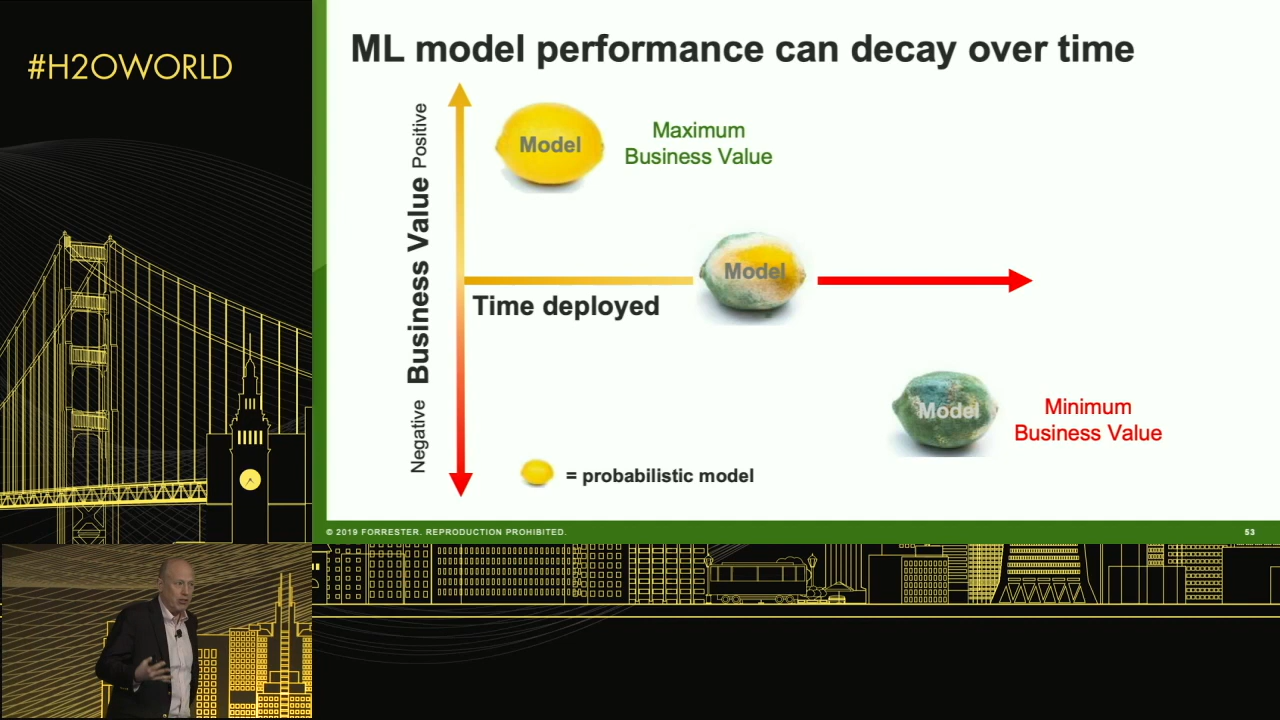 #H2OWORLD
ML model performance can decay over time
Positive
Business Value
Negative
Model
Maximum
Business Value
Model
Time deployed
Model
Minimum
Business Value
= probabilistic model
© 2019 FORRESTER. REPRODUCTION PROHIBITED.
53